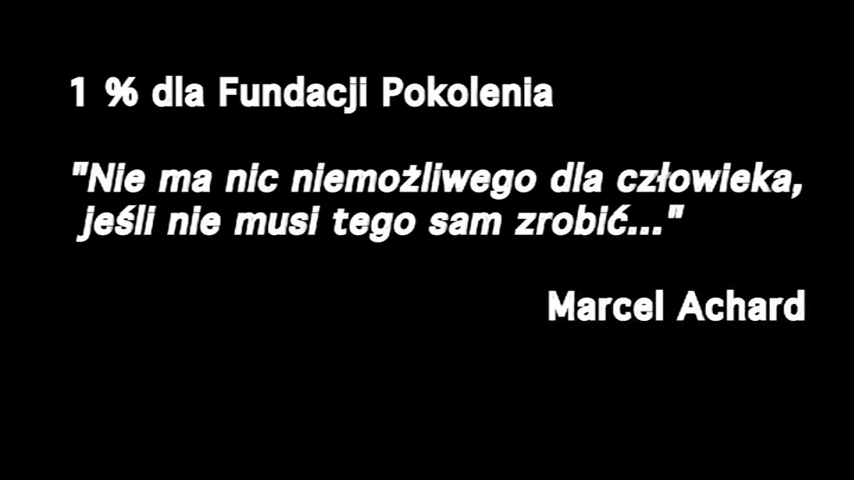 1 % dla Fundacji Pokolenia
"Nie ma nic niemożliwego dla człowieka,
jeśli nie musi tego sam zrobić..."
Marcel Achard